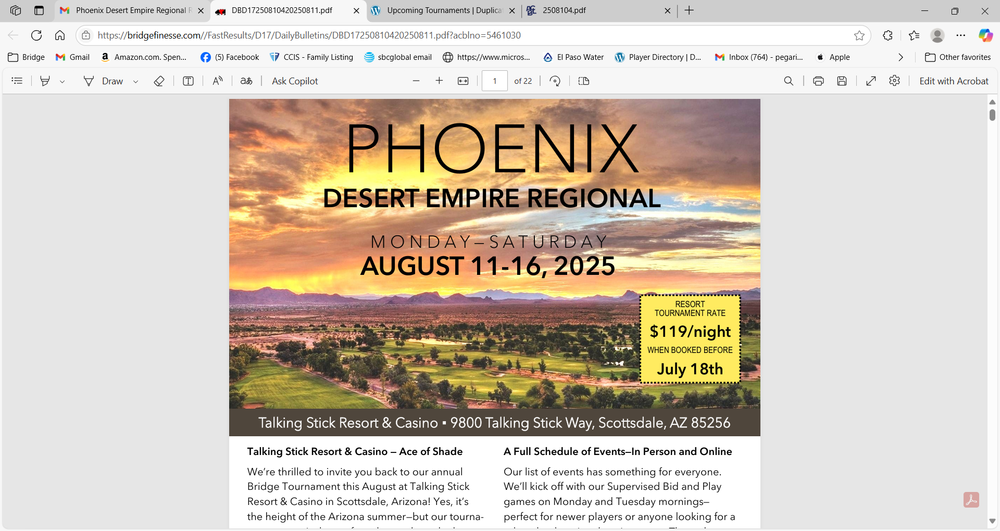 Phoenix Desert Empire Regional R
DBD17250810420250811.pdf
Upcoming Tournaments | Duplica
2508104.pdf
https://bridgefinesse.com//FastResults/D17/DailyBulletins/DBD17250810420250811.pdf?acblno=5461030
Bridge
Gmail
Amazon.com. Spen...
(5) Facebook
CCIS - Family Listing
sbcglobal email
https://www.micros...
El Paso Water
Player Directory | D...
Inbox (764) - pegari...
Apple
Other favorites
Draw
Ask Copilot
1 of 22
Edit with Acrobat
PHOENIX
DESERT EMPIRE REGIONAL
MONDAY–SATURDAY
AUGUST 11-16, 2025
RESORT
TOURNAMENT RATE
$119/night
WHEN BOOKED BEFORE
July 18th
Talking Stick Resort & Casino ▪ 9800 Talking Stick Way, Scottsdale, AZ 85256
Talking Stick Resort & Casino – Ace of Shade
We're thrilled to invite you back to our annual
Bridge Tournament this August at Talking Stick
Resort & Casino in Scottsdale, Arizona! Yes, it's
the height of the Arizona summer—but our tourna-
A Full Schedule of Events—In Person and Online
Our list of events has something for everyone.
We'll kick off with our Supervised Bid and Play
games on Monday and Tuesday mornings—
perfect for newer players or anyone looking for a